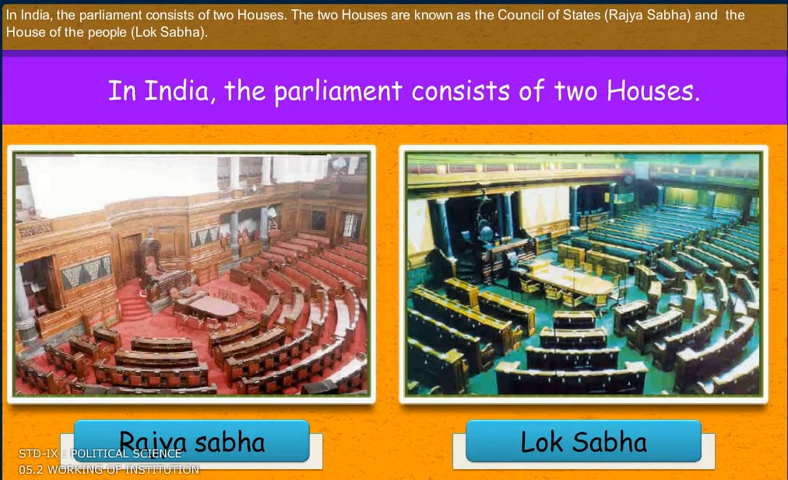 In India, the parliament consists of two Houses. The two Houses are known as the Council of States (Rajya Sabha) and the
House of the people (Lok Sabha).
In India, the parliament consists of two Houses.
Rajya sabha
Lok Sabha
STD-IX : POLITICAL SCIENCE
05.2 WORKING OF INSTITUTION